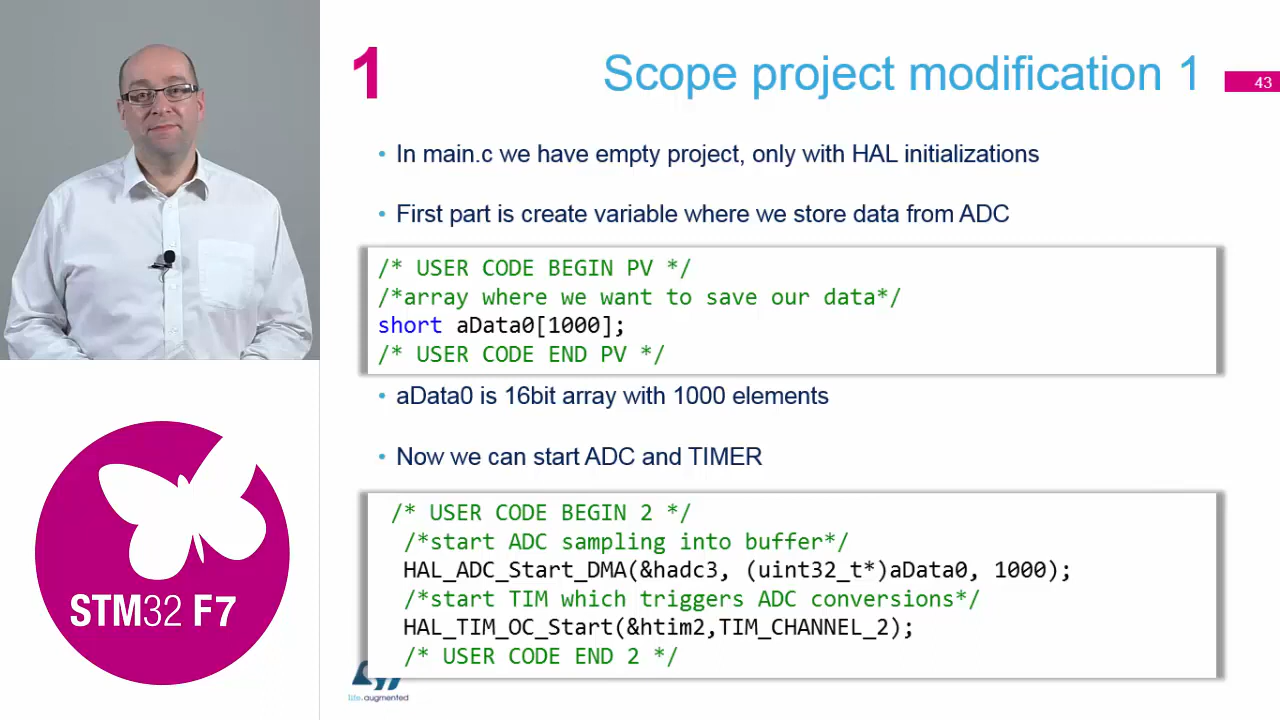 1
Scope project modification 1
43
• In main.c we have empty project, only with HAL initializations
• First part is create variable where we store data from ADC
/* USER CODE BEGIN PV */
/*array where we want to save our data*/
short aData0[1000];
/* USER CODE END PV */
• aData0 is 16bit array with 1000 elements
• Now we can start ADC and TIMER
/* USER CODE BEGIN 2 */
/*start ADC sampling into buffer*/
HAL_ADC_Start_DMA(&hadc3, (uint32_t*)aData0, 1000);
/*start TIM which triggers ADC conversions*/
HAL_TIM_OC_Start(&htim2,TIM_CHANNEL_2);
/* USER CODE END 2 */
STM32 F7
life.augmented